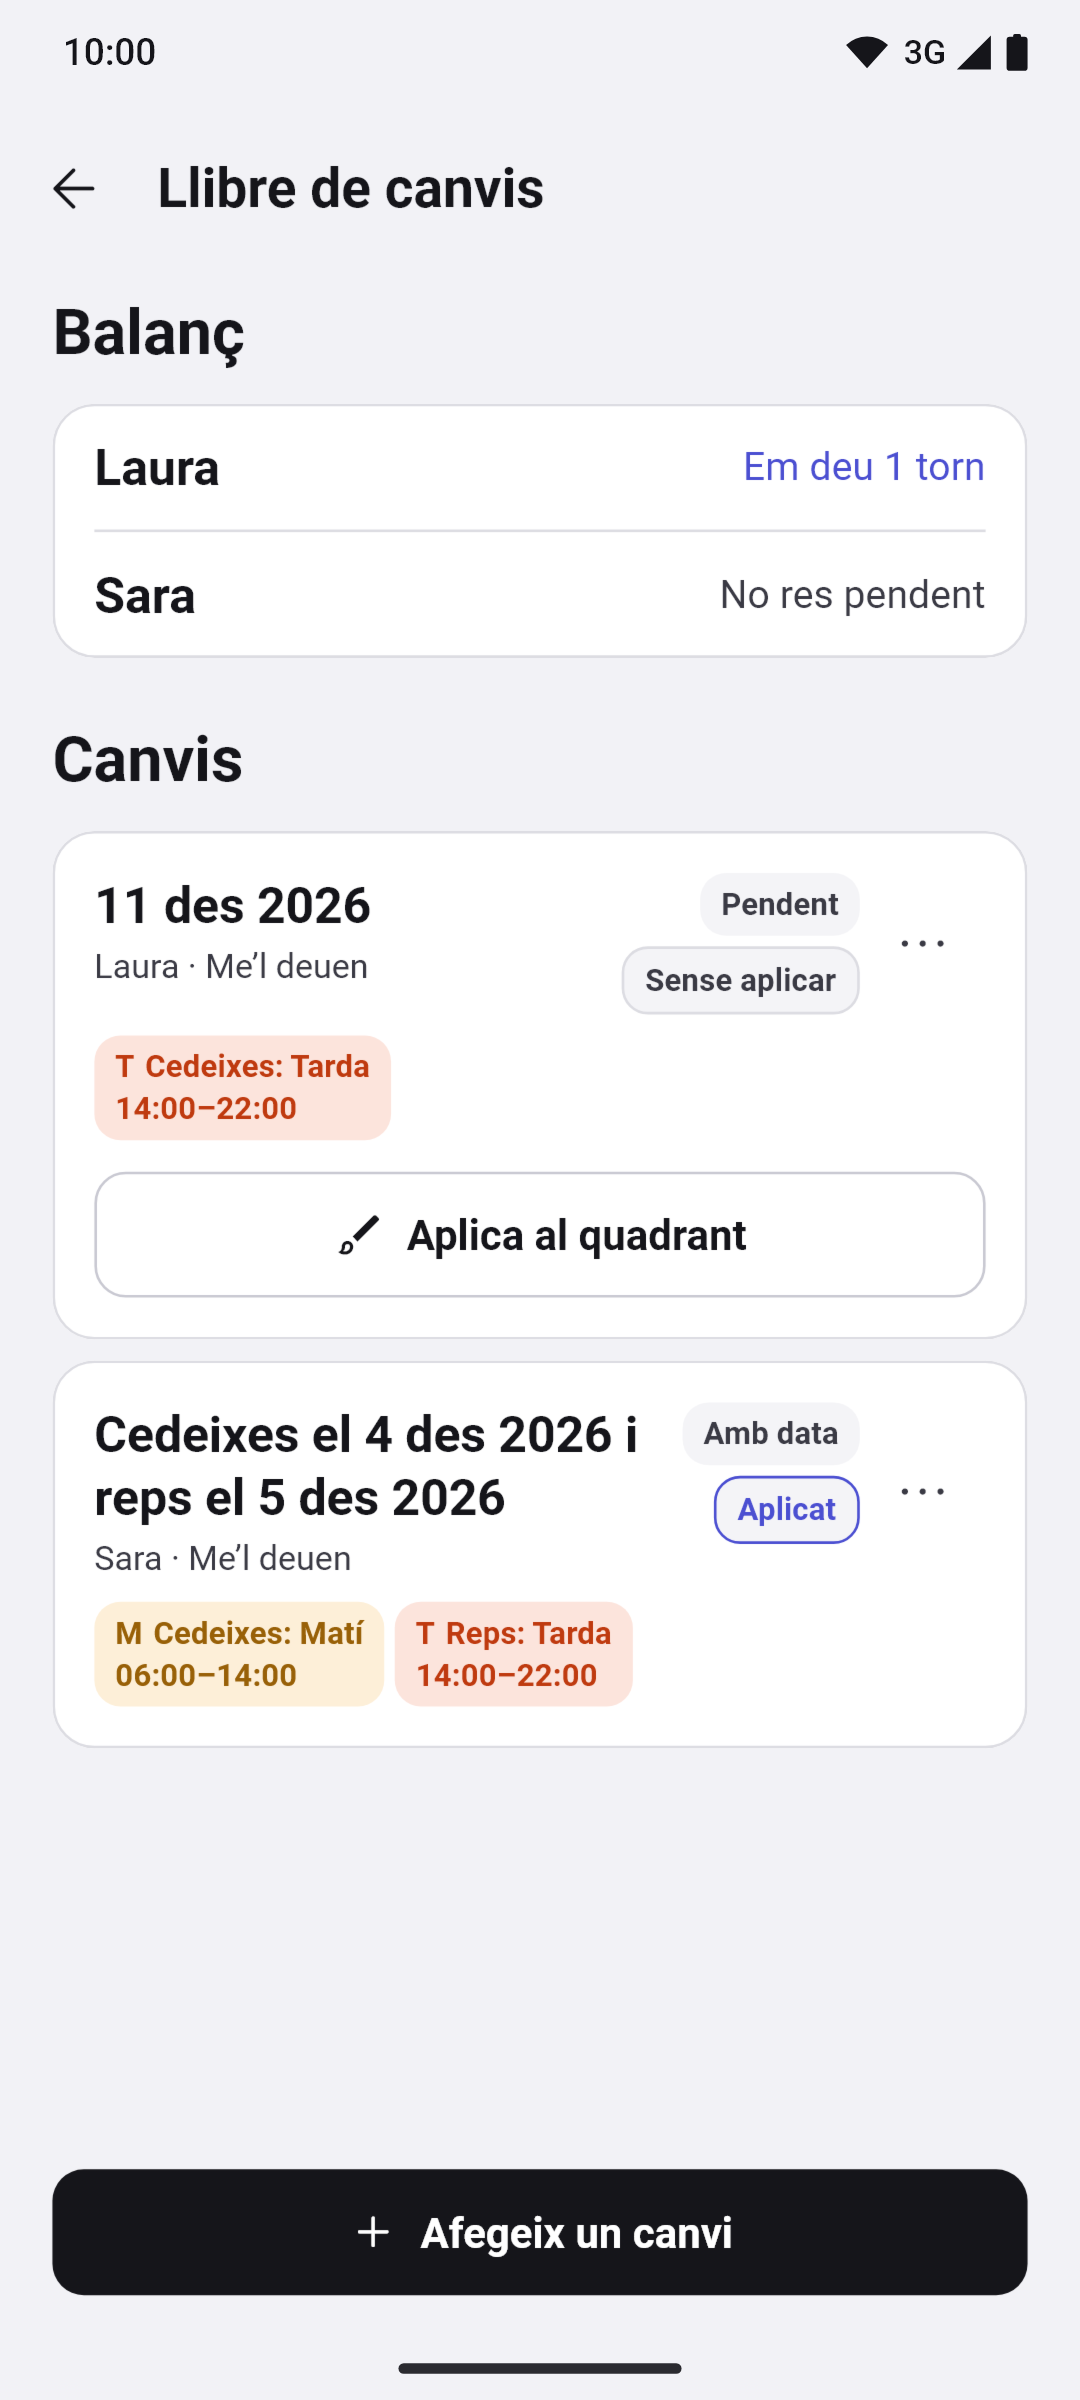 10:00
3G
Llibre de canvis
Balanç
Laura
Em deu 1 torn
Sara
No res pendent
Canvis
11 des 2026
Pendent
Laura · Me’l deuen
Sense aplicar
T Cedeixes: Tarda
14:00–22:00
Aplica al quadrant
Cedeixes el 4 des 2026 i
reps el 5 des 2026
Amb data
Aplicat
Sara · Me’l deuen
M Cedeixes: Matí
06:00–14:00
T Reps: Tarda
14:00–22:00
Afegeix un canvi